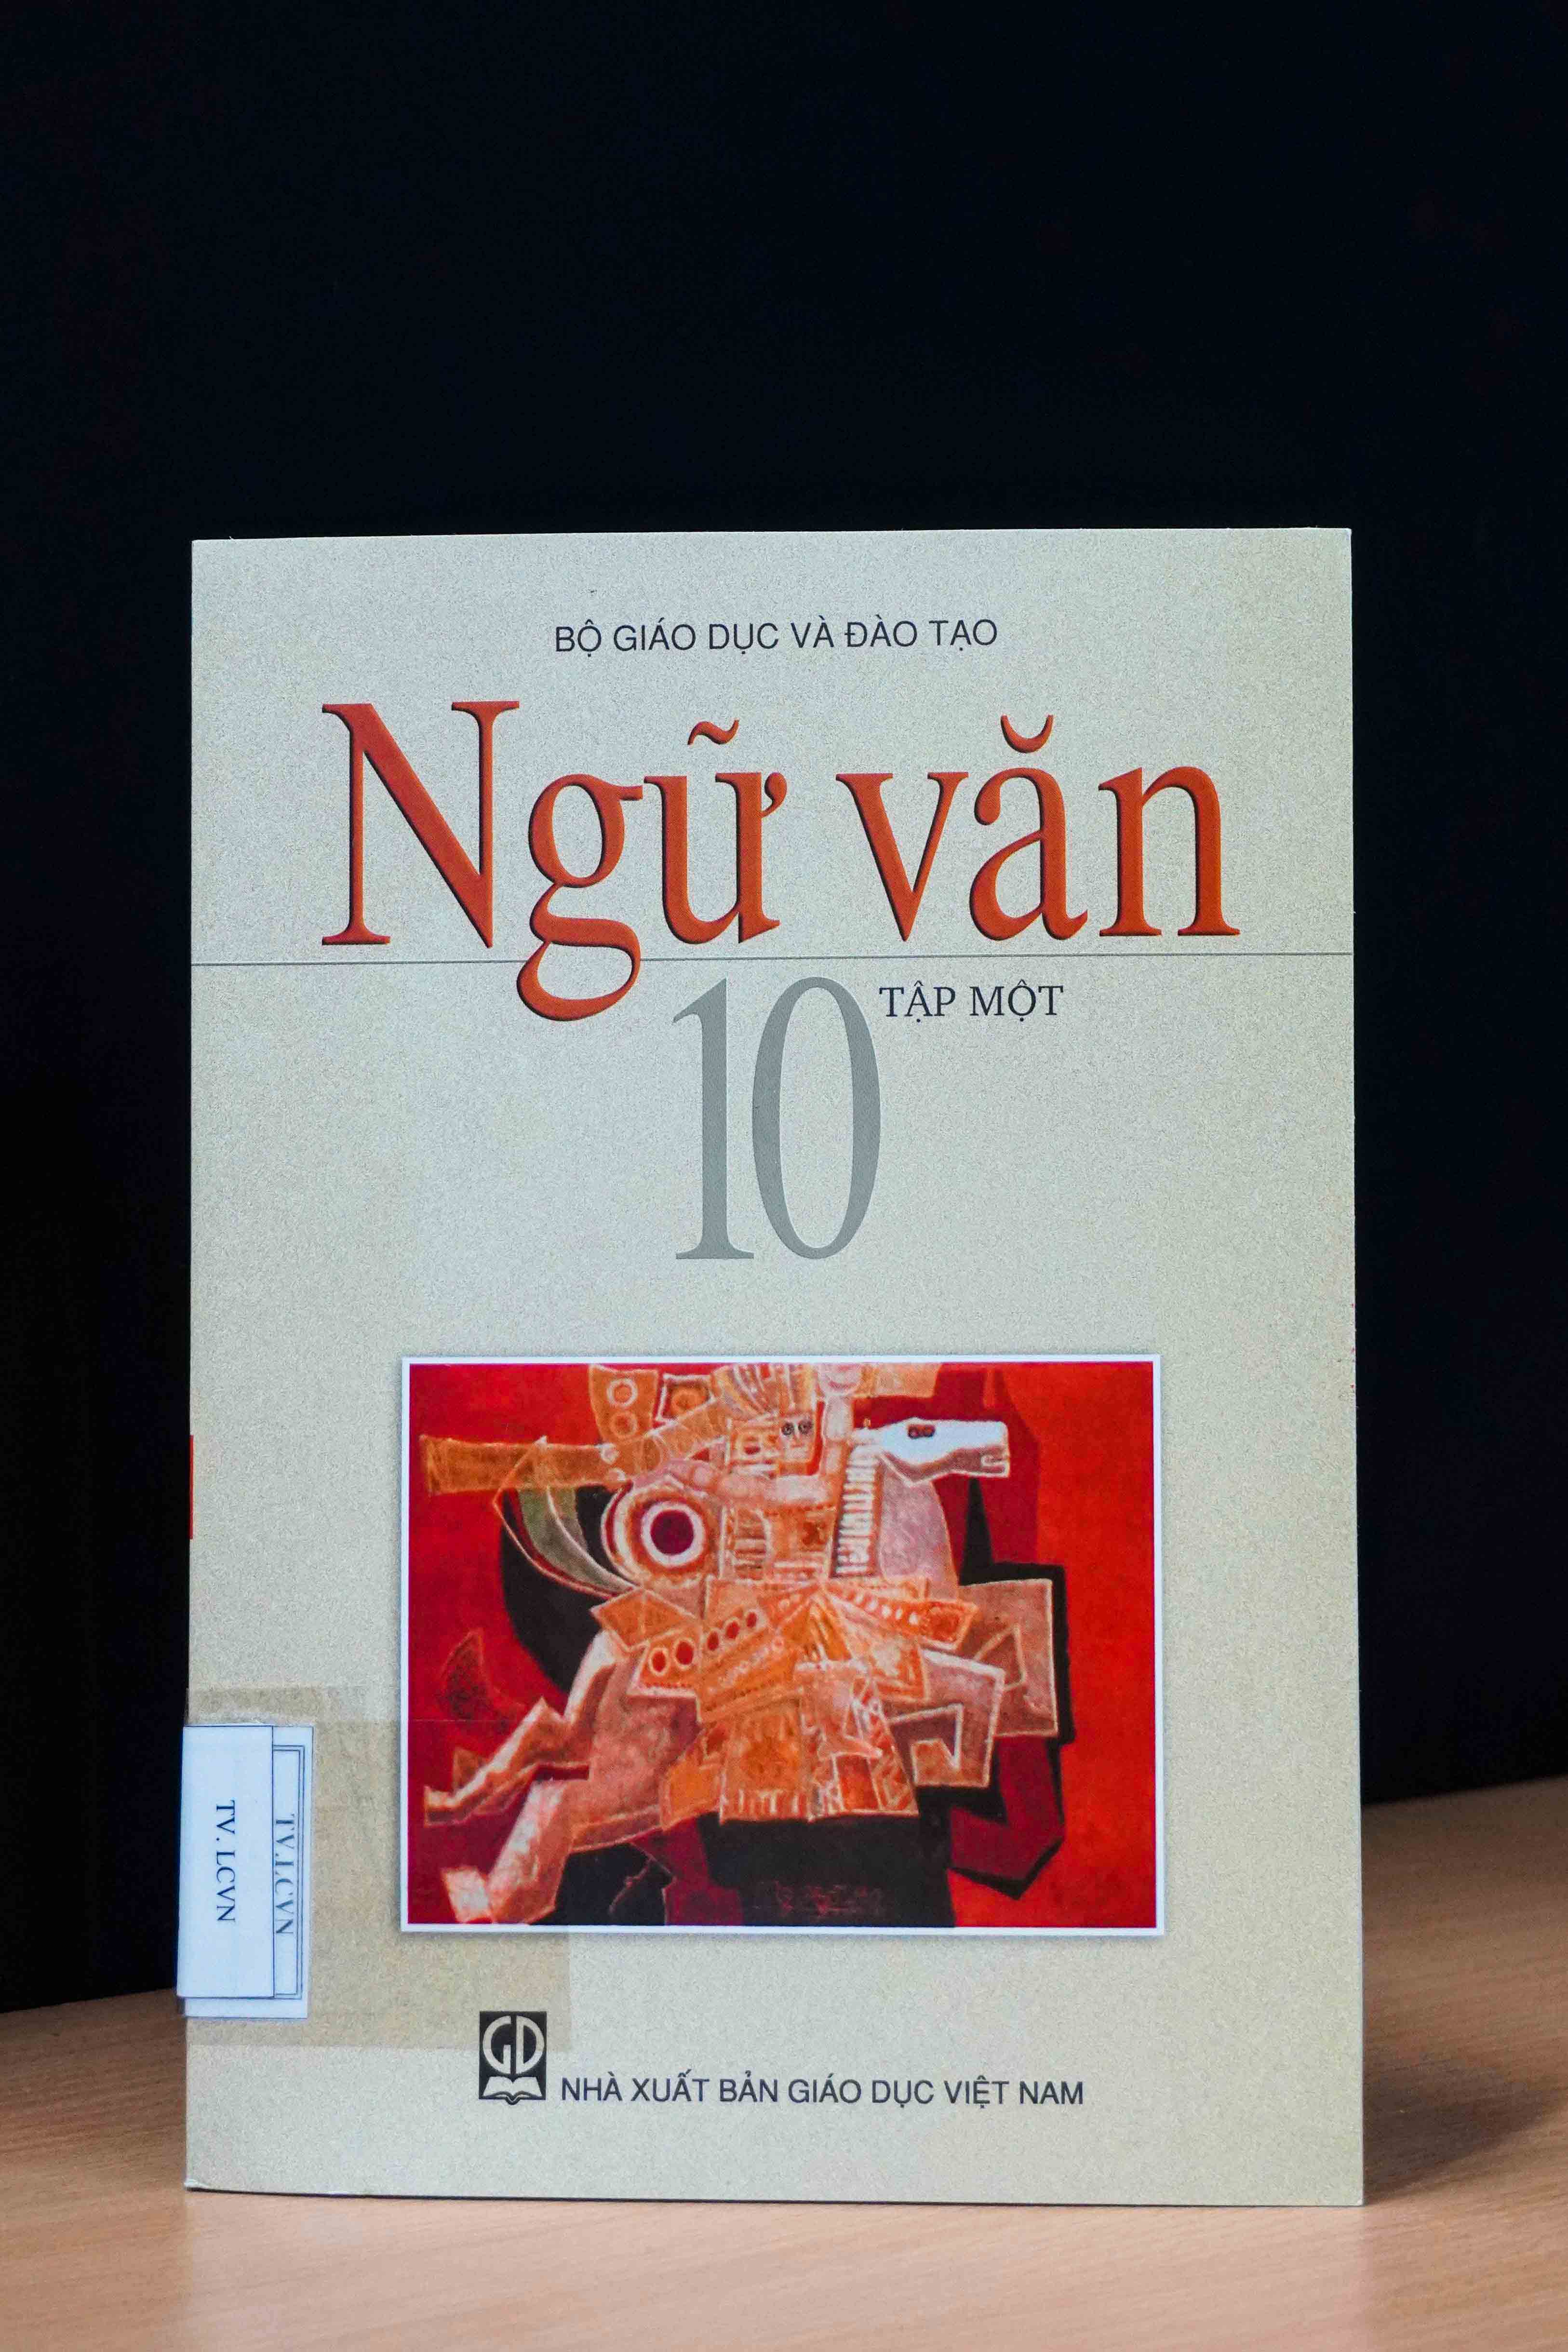 BỘ GIÁO DỤC VÀ ĐÀO TẠO
Ngữ văn
10
TẬP MỘT
TV.LCVN
TV.LCVN
GD
NHÀ XUẤT BẢN GIÁO DỤC VIỆT NAM